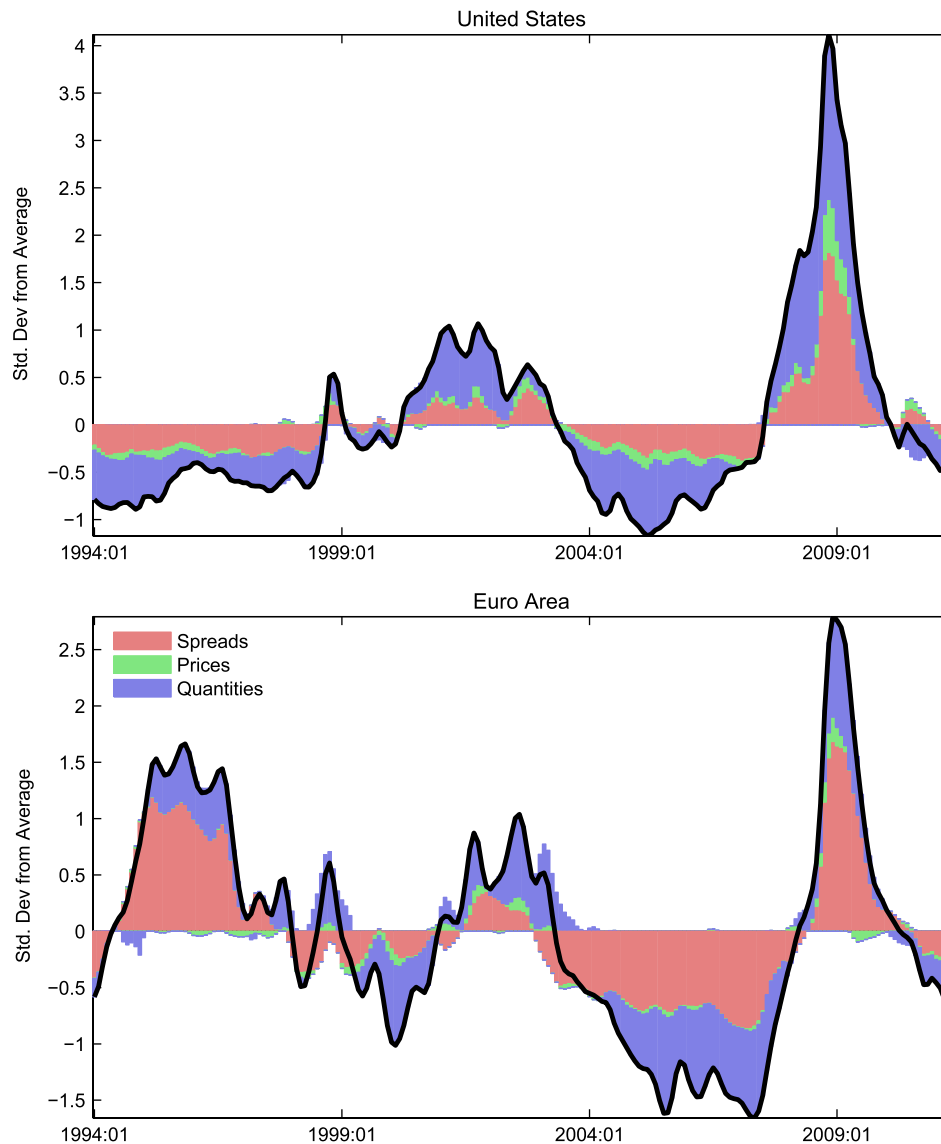 United States
Std. Dev from Average
4
3.5
3
2.5
2
1.5
1
0.5
0
−0.5
−1
1994:01 1999:01 2004:01 2009:01
Euro Area
Std. Dev from Average
2.5
2
1.5
1
0.5
0
−0.5
−1
−1.5
Spreads
Prices
Quantities
1994:01 1999:01 2004:01 2009:01